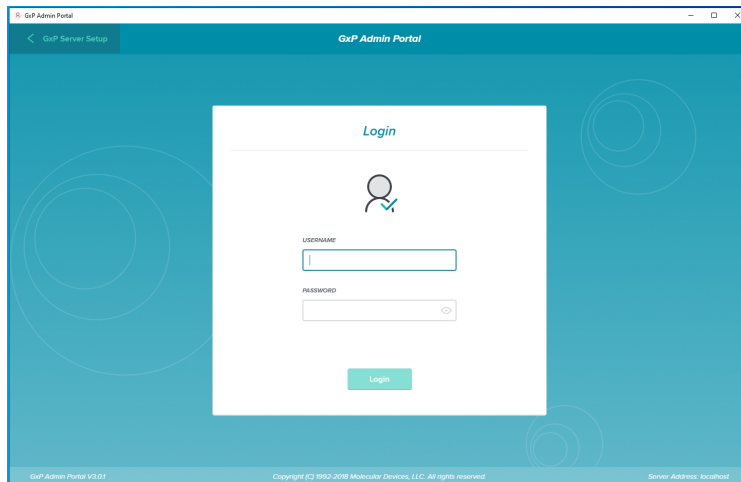 GxP Admin Portal
GxP Server Setup
GxP Admin Portal
Login
USERNAME
PASSWORD
Login
GxP Admin Portal V3.0.1
Copyright (C) 1992-2018 Molecular Devices, LLC. All rights reserved.
Server Address: localhost